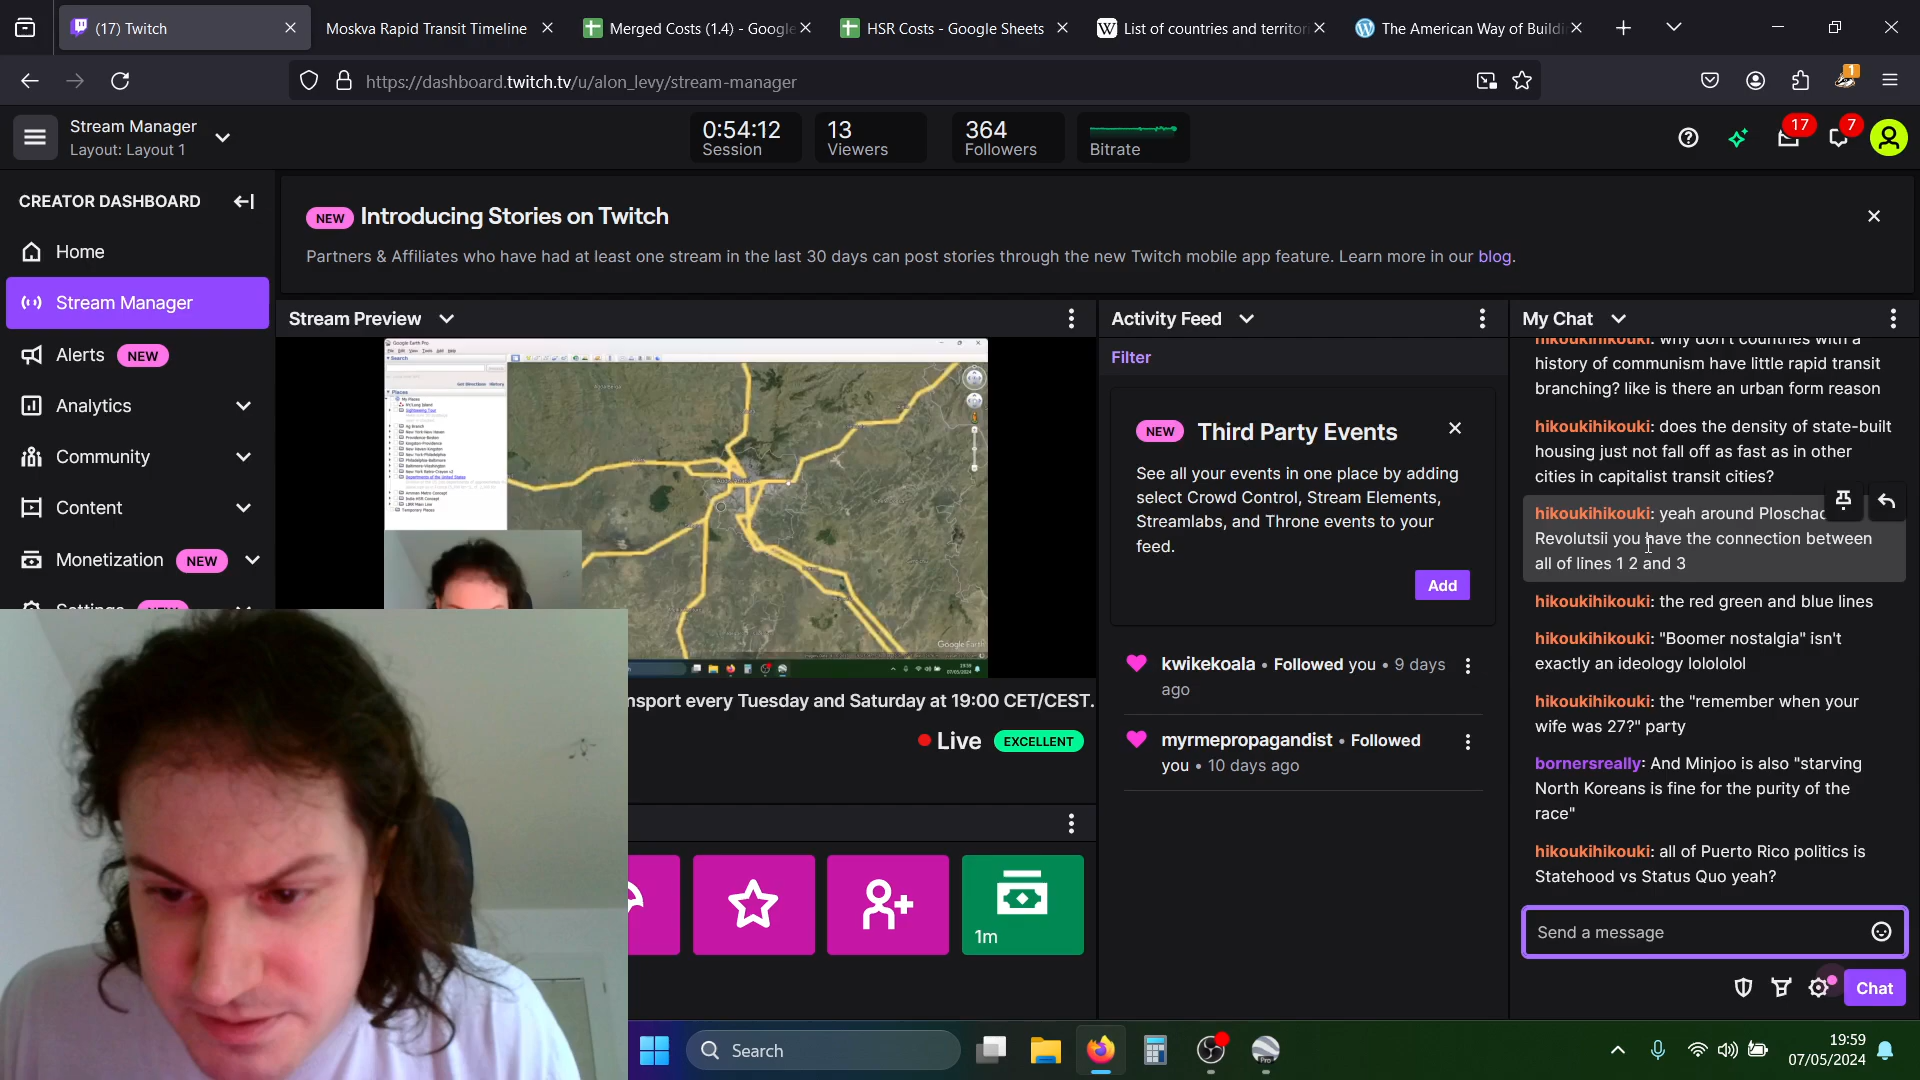 (17) Twitch
Moskva Rapid Transit Timeline
Merged Costs (1.4) - Google
HSR Costs - Google Sheets
List of countries and territor
The American Way of Buildi
https://dashboard.twitch.tv/u/alon_levy/stream-manager
1
Stream Manager
Layout: Layout 1
0:54:12
Session
13
Viewers
364
Followers
Bitrate
17
7
CREATOR DASHBOARD
Home
Stream Manager
Alerts NEW
Analytics
Community
Content
Monetization NEW
NEW Introducing Stories on Twitch
Partners & Affiliates who have had at least one stream in the last 30 days can post stories through the new Twitch mobile app feature. Learn more in our blog.
Stream Preview
Google Earth Pro
Google Earth
nsport every Tuesday and Saturday at 19:00 CET/CEST.
Live EXCELLENT
1m
Activity Feed
Filter
NEW Third Party Events
See all your events in one place by adding
select Crowd Control, Stream Elements,
Streamlabs, and Throne events to your
feed.
Add
kwikekoala • Followed you • 9 days
ago
myrmepropagandist • Followed
you • 10 days ago
My Chat
hikoukihikouki: why don't countries with a
history of communism have little rapid transit
branching? like is there an urban form reason
hikoukihikouki: does the density of state-built
housing just not fall off as fast as in other
cities in capitalist transit cities?
hikoukihikouki: yeah around Ploschad
Revolutsii you have the connection between
all of lines 1 2 and 3
hikoukihikouki: the red green and blue lines
hikoukihikouki: "Boomer nostalgia" isn't
exactly an ideology lolololol
hikoukihikouki: the "remember when your
wife was 27?" party
bornersreally: And Minjoo is also "starving
North Koreans is fine for the purity of the
race"
hikoukihikouki: all of Puerto Rico politics is
Statehood vs Status Quo yeah?
Send a message
Chat
Search
19:59
07/05/2024